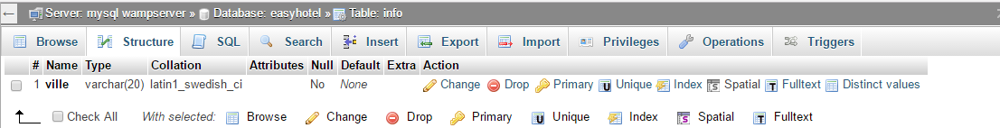 Server: mysql wampserver » Database: easyhotel » Table: info
Browse Structure SQL Search Insert Export Import Privileges Operations Triggers
# Name Type Collation Attributes Null Default Extra Action
1 ville varchar(20) latin1_swedish_ci No None Change Drop Primary Unique Index Spatial Fulltext Distinct values
Check All With selected: Browse Change Drop Primary Unique Index Spatial Fulltext